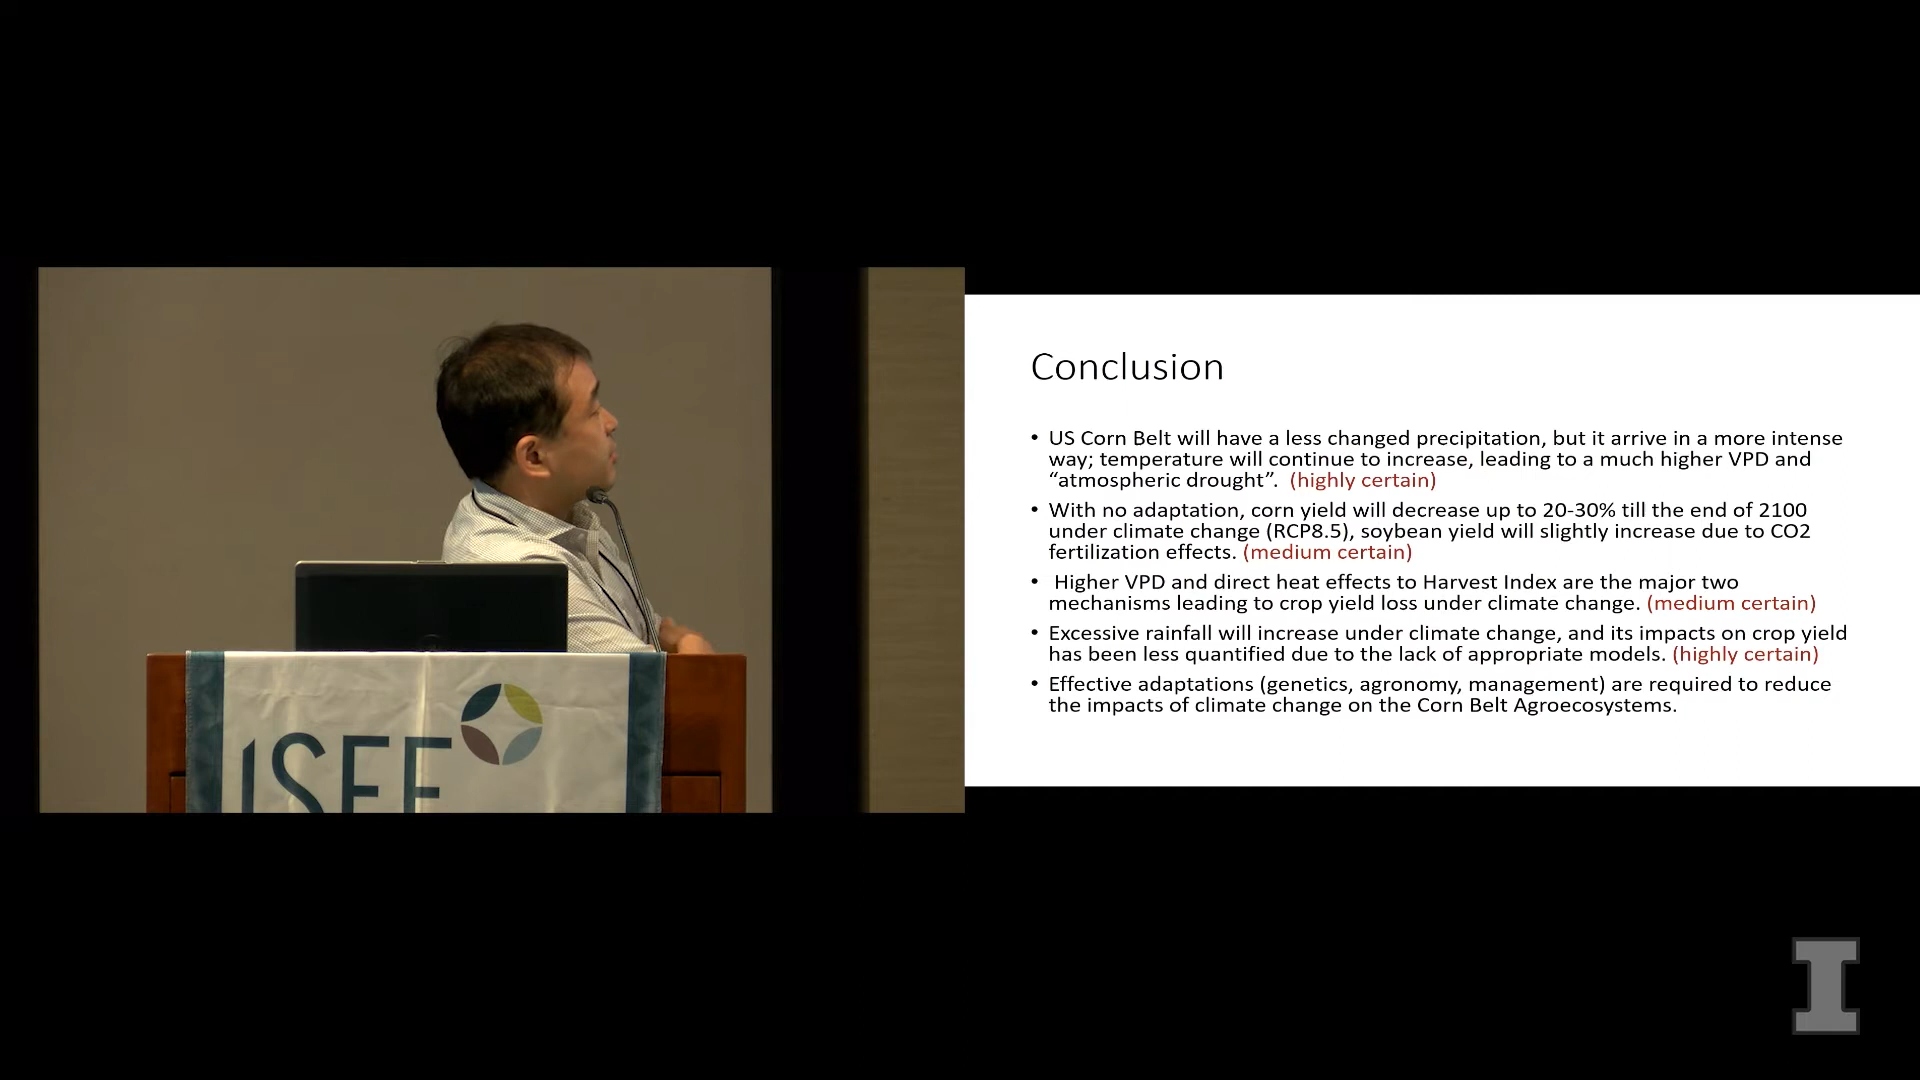 Conclusion
• US Corn Belt will have a less changed precipitation, but it arrive in a more intense
way; temperature will continue to increase, leading to a much higher VPD and
“atmospheric drought”. (highly certain)
• With no adaptation, corn yield will decrease up to 20-30% till the end of 2100
under climate change (RCP8.5), soybean yield will slightly increase due to CO2
fertilization effects. (medium certain)
• Higher VPD and direct heat effects to Harvest Index are the major two
mechanisms leading to crop yield loss under climate change. (medium certain)
• Excessive rainfall will increase under climate change, and its impacts on crop yield
has been less quantified due to the lack of appropriate models. (highly certain)
• Effective adaptations (genetics, agronomy, management) are required to reduce
the impacts of climate change on the Corn Belt Agroecosystems.
iSEE
I